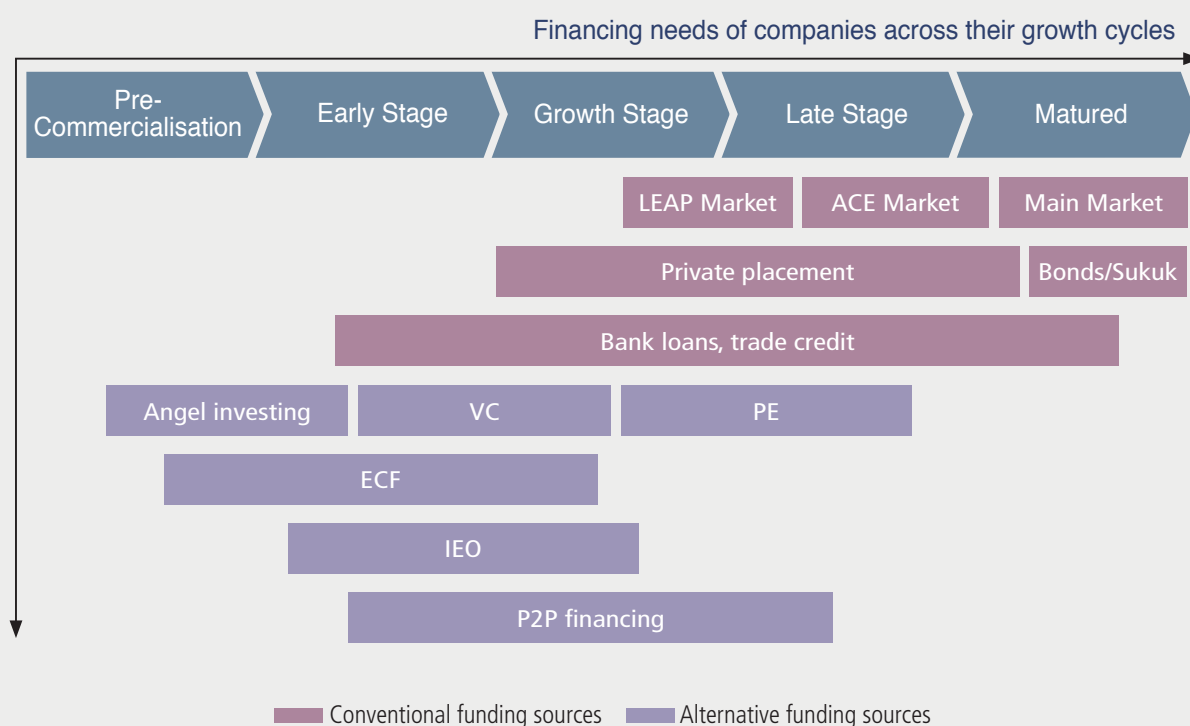 Financing needs of companies across their growth cycles
Pre-
Commercialisation
Early Stage
Growth Stage
Late Stage
Matured
LEAP Market
ACE Market
Main Market
Private placement
Bonds/Sukuk
Bank loans, trade credit
Angel investing
VC
PE
ECF
IEO
P2P financing
Conventional funding sources
Alternative funding sources